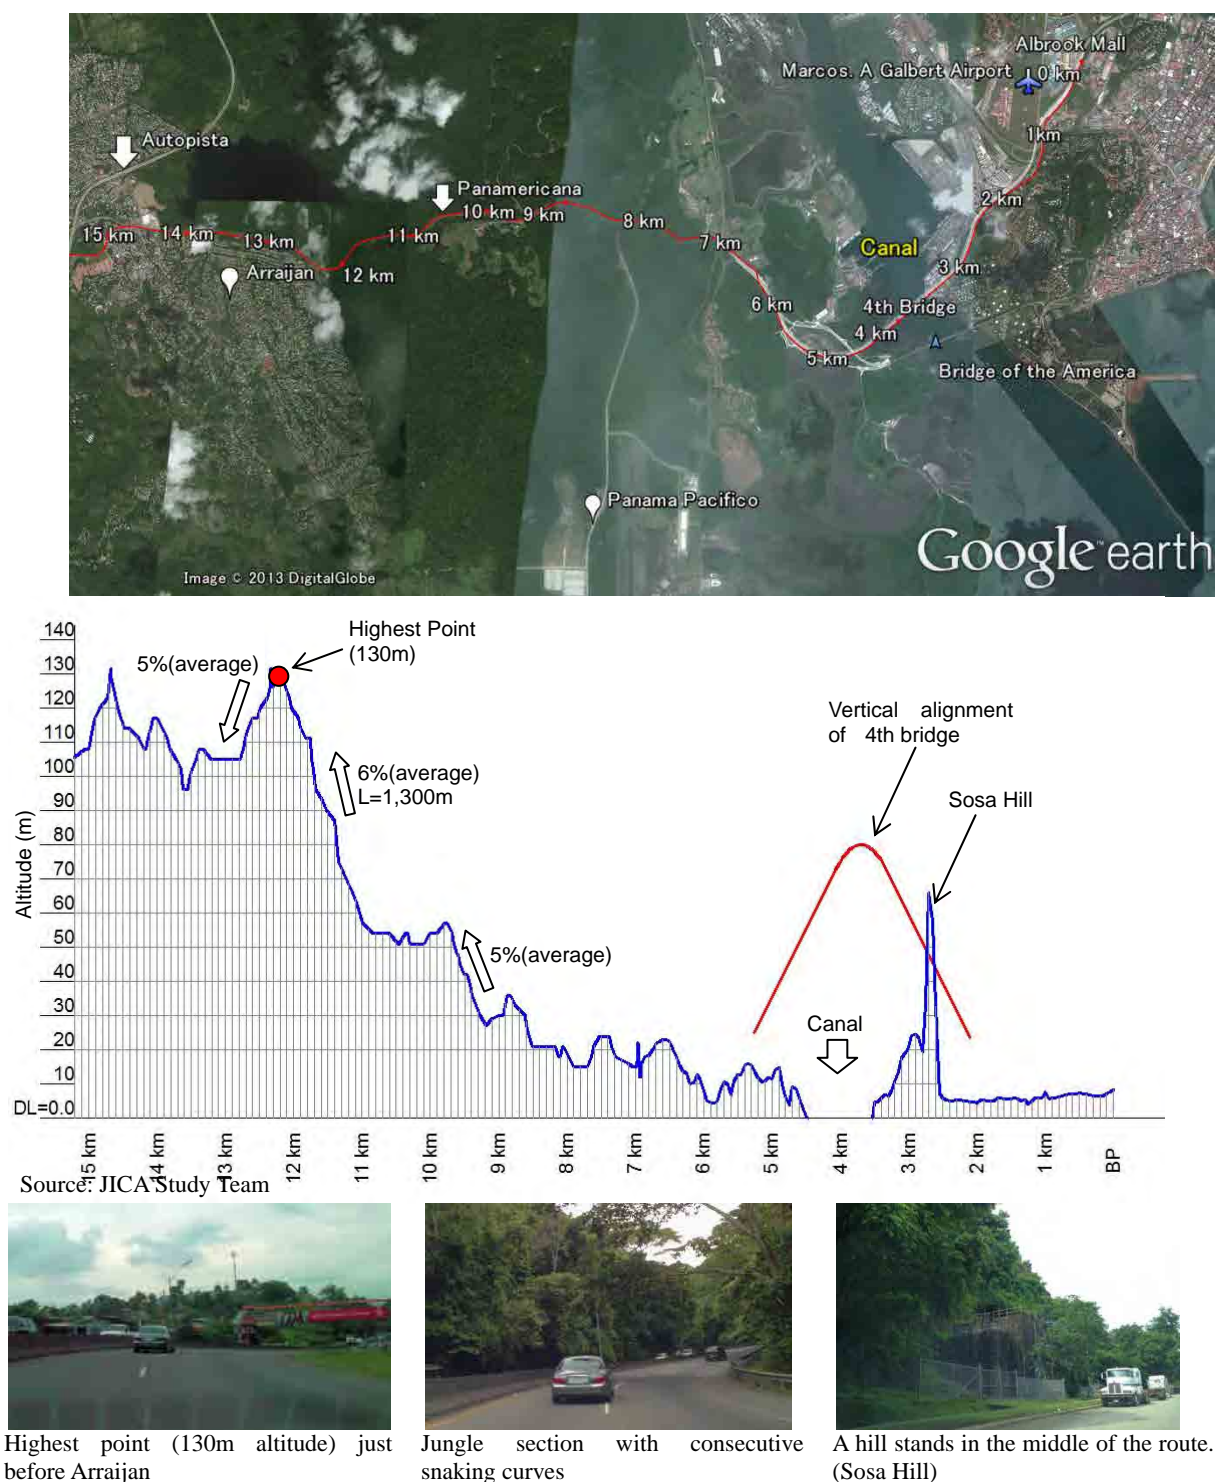 Albrook Mall
Marcos. A Galbert Airport
0 km
1km
Autopista
Panamericana
2 km
10 km
9 km
8 km
15 km
14 km
13 km
11 km
7 km
Canal
3 km
Arraijan
12 km
6 km
4th Bridge
4 km
5 km
Bridge of the America
Panama Pacifico
Google earth
Image © 2013 DigitalGlobe
140
130
120
110
100
90
80
70
60
50
40
30
20
10
DL=0.0
Altitude (m)
5%(average)
Highest Point
(130m)
6%(average)
L=1,300m
5%(average)
Vertical alignment
of 4th bridge
Sosa Hill
Canal
15 km
14 km
13 km
12 km
11 km
10 km
9 km
8 km
7 km
6 km
5 km
4 km
3 km
2 km
1 km
BP
Source: JICA Study Team
Highest point (130m altitude) just
before Arraijan
Jungle section with consecutive
snaking curves
A hill stands in the middle of the route.
(Sosa Hill)